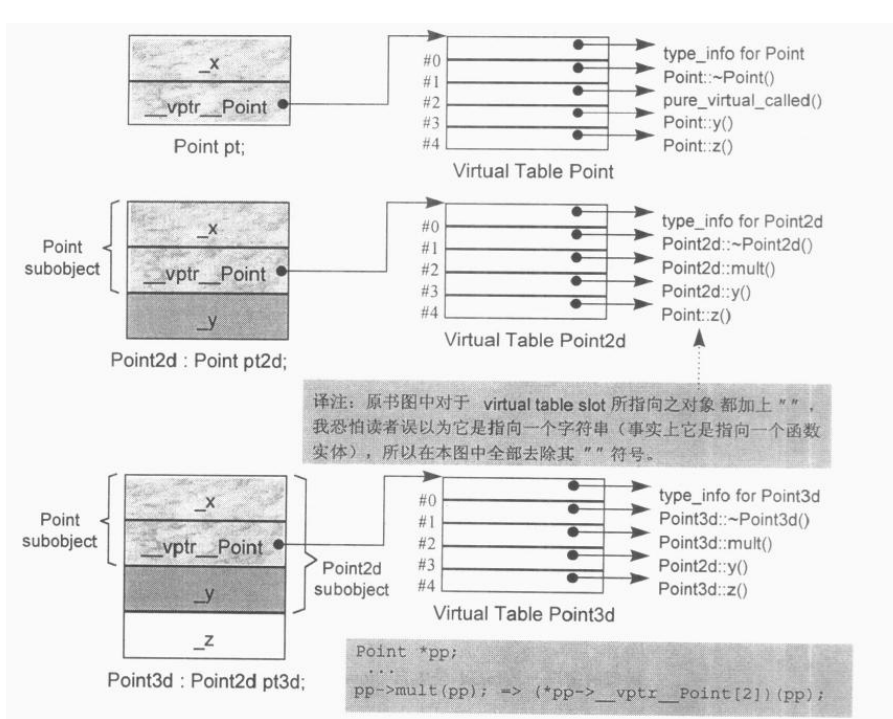 _x
__vptr__Point
Point pt;
#0
#1
#2
#3
#4
Virtual Table Point
type_info for Point
Point::~Point()
pure_virtual_called()
Point::y()
Point::z()
Point
subobject
_x
__vptr__Point
_y
Point2d : Point pt2d;
#0
#1
#2
#3
#4
Virtual Table Point2d
type_info for Point2d
Point2d::~Point2d()
Point2d::mult()
Point2d::y()
Point::z()
译注：原书图中对于 virtual table slot 所指向之对象 都加上 " " ，
我恐怕读者误以为它是指向一个字符串（事实上它是指向一个函数
实体），所以在本图中全部去除其 " " 符号。
Point
subobject
_x
__vptr__Point
_y
_z
Point2d
subobject
Point3d : Point2d pt3d;
#0
#1
#2
#3
#4
Virtual Table Point3d
type_info for Point3d
Point3d::~Point3d()
Point3d::mult()
Point2d::y()
Point3d::z()
Point *pp;
...
pp->mult(pp); => (*pp->__vptr__Point[2])(pp);